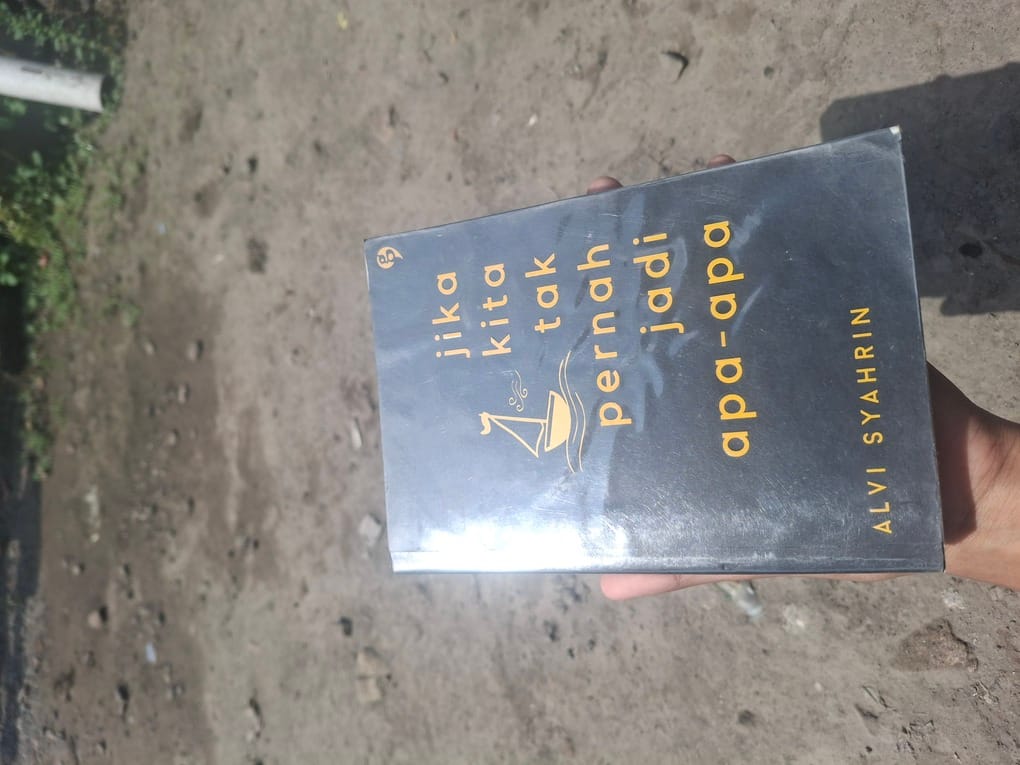 jika
kita
tak
pernah
jadi
apa-apa
ALVI SYAHRIN